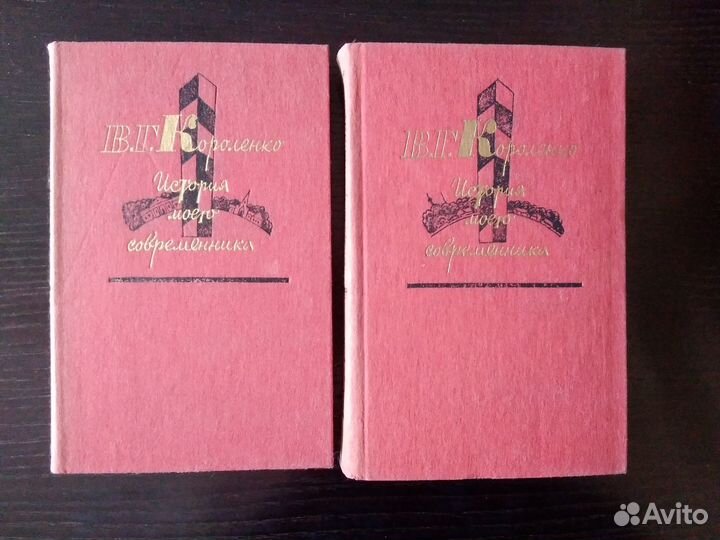 В.Г. Короленко
История
моего
современника
В.Г. Короленко
История
моего
современника
Avito